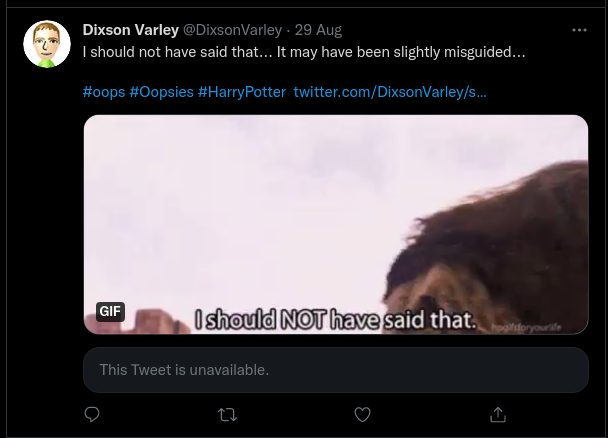 Dixson Varley @DixsonVarley · 29 Aug
I should not have said that… It may have been slightly misguided…
#oops #Oopsies #HarryPotter twitter.com/DixsonVarley/s…
GIF
I should NOT have said that.
hpgifsforyourlife
This Tweet is unavailable.